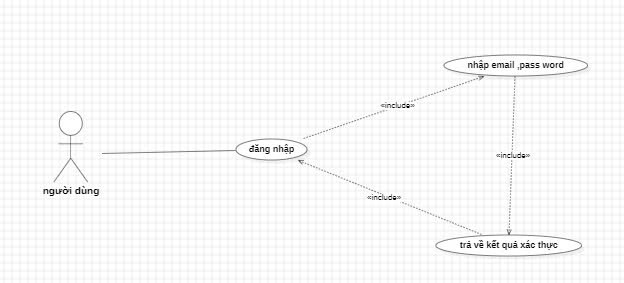 nhập email ,pass word
«include»
đăng nhập
«include»
người dùng
«include»
trả về kết quả xác thực